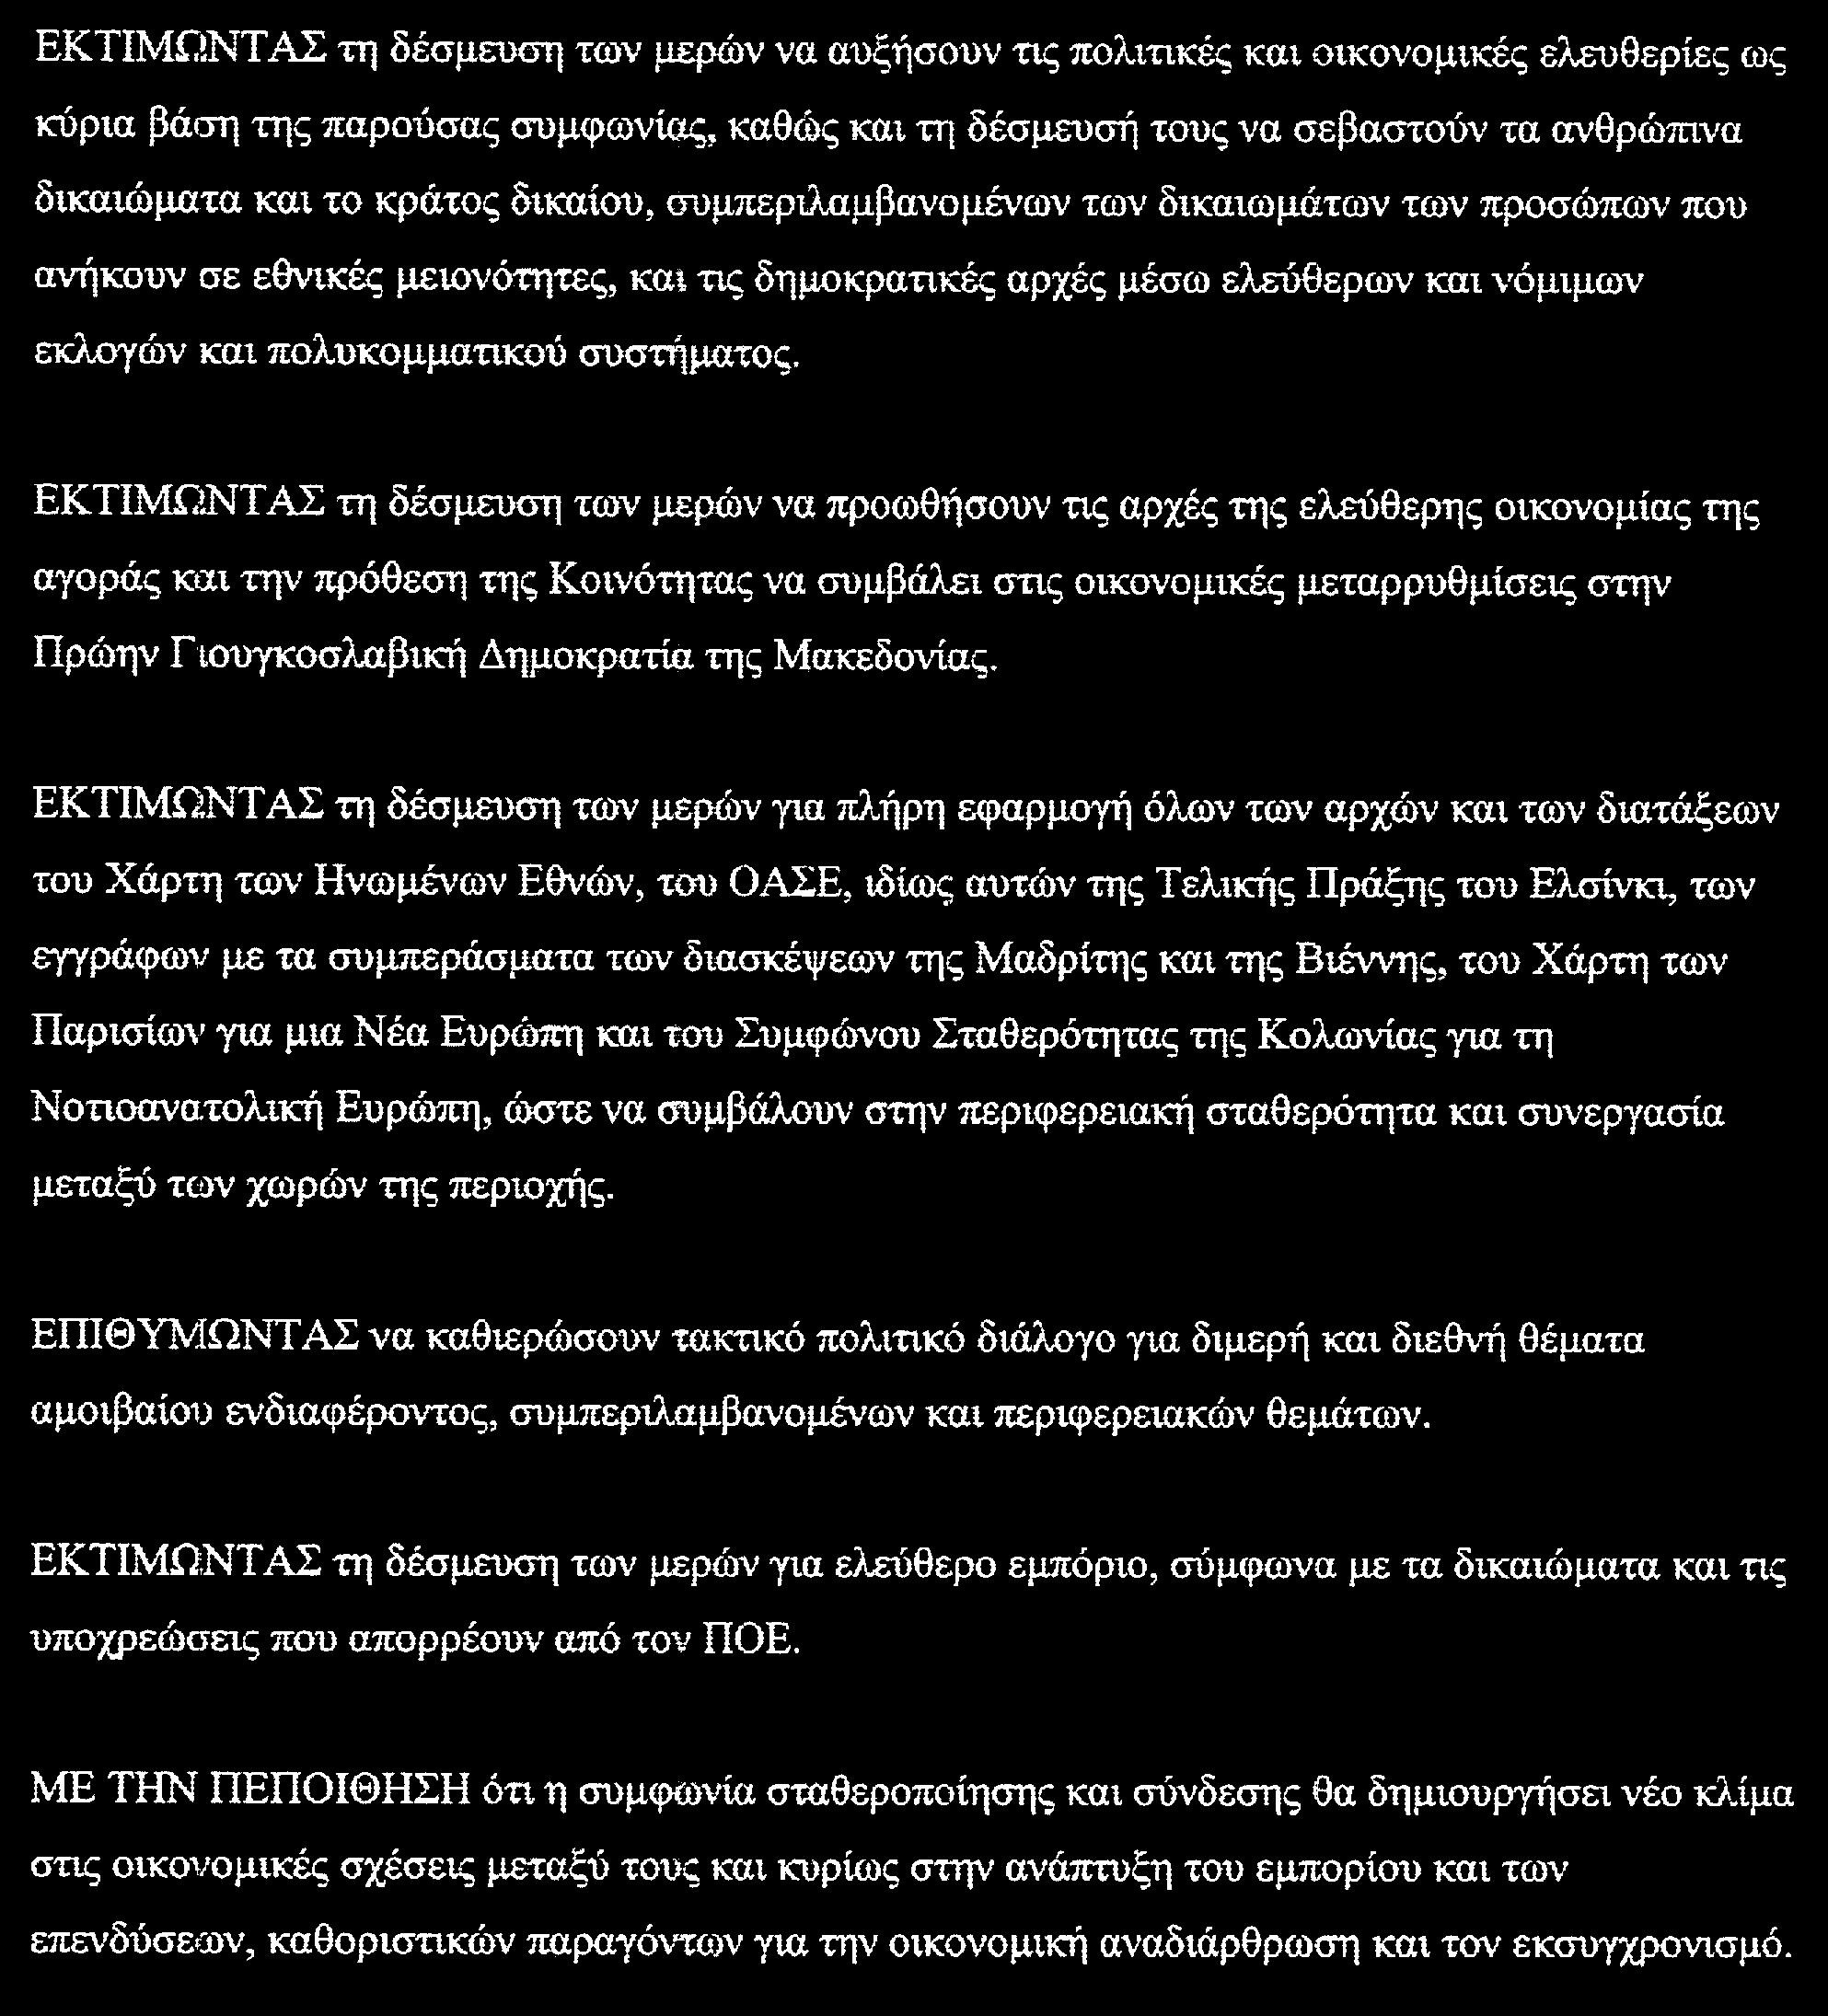 ΕΚΤΙΜΩΝΤΑΣ τη δέσμευση των μερών να αυξήσουν τις πολιτικές και οικονομικές ελευθερίες ως
κύρια βάση της παρούσας συμφωνίας, καθώς και τη δέσμευσή τους να σεβαστούν τα ανθρώπινα
δικαιώματα και το κράτος δικαίου, συμπεριλαμβανομένων των δικαιωμάτων των προσώπων που
ανήκουν σε εθνικές μειονότητες, και τις δημοκρατικές αρχές μέσω ελεύθερων και νόμιμων
εκλογών και πολυκομματικού συστήματος.
ΕΚΤΙΜΩΝΤΑΣ τη δέσμευση των μερών να προωθήσουν τις αρχές της ελεύθερης οικονομίας της
αγοράς και την πρόθεση της Κοινότητας να συμβάλει στις οικονομικές μεταρρυθμίσεις στην
Πρώην Γιουγκοσλαβική Δημοκρατία της Μακεδονίας.
ΕΚΤΙΜΩΝΤΑΣ τη δέσμευση των μερών για πλήρη εφαρμογή όλων των αρχών και των διατάξεων
του Χάρτη των Ηνωμένων Εθνών, του ΟΑΣΕ, ιδίως αυτών της Τελικής Πράξης του Ελσίνκι, των
εγγράφων με τα συμπεράσματα των διασκέψεων της Μαδρίτης και της Βιέννης, του Χάρτη των
Παρισίων για μια Νέα Ευρώπη και του Συμφώνου Σταθερότητας της Κολωνίας για τη
Νοτιοανατολική Ευρώπη, ώστε να συμβάλουν στην περιφερειακή σταθερότητα και συνεργασία
μεταξύ των χωρών της περιοχής.
ΕΠΙΘΥΜΩΝΤΑΣ να καθιερώσουν τακτικό πολιτικό διάλογο για διμερή και διεθνή θέματα
αμοιβαίου ενδιαφέροντος, συμπεριλαμβανομένων και περιφερειακών θεμάτων.
ΕΚΤΙΜΩΝΤΑΣ τη δέσμευση των μερών για ελεύθερο εμπόριο, σύμφωνα με τα δικαιώματα και τις
υποχρεώσεις που απορρέουν από τον ΠΟΕ.
ΜΕ ΤΗΝ ΠΕΠΟΙΘΗΣΗ ότι η συμφωνία σταθεροποίησης και σύνδεσης θα δημιουργήσει νέο κλίμα
στις οικονομικές σχέσεις μεταξύ τους και κυρίως στην ανάπτυξη του εμπορίου και των
επενδύσεων, καθοριστικών παραγόντων για την οικονομική αναδιάρθρωση και τον εκσυγχρονισμό.